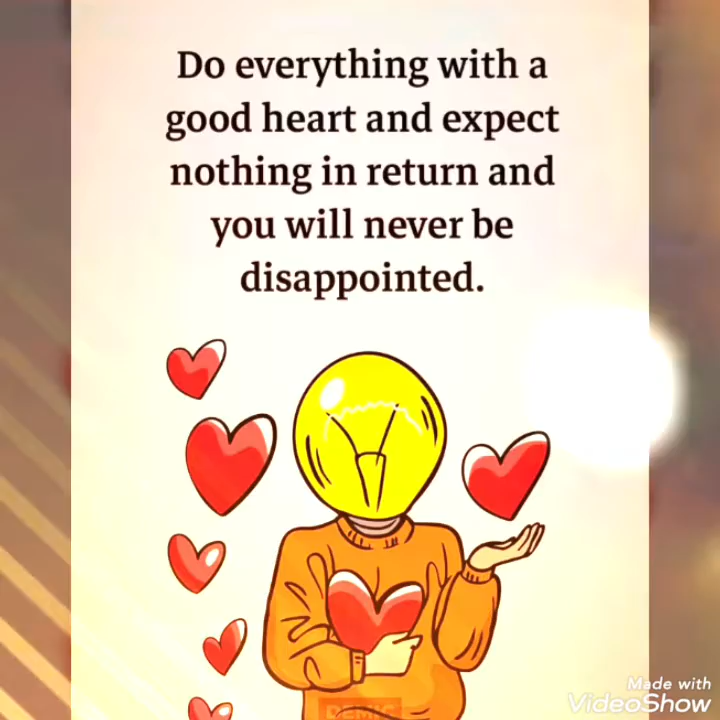 Do everything with a
good heart and expect
nothing in return and
you will never be
disappointed.
DEMIC
Made with
VideoShow